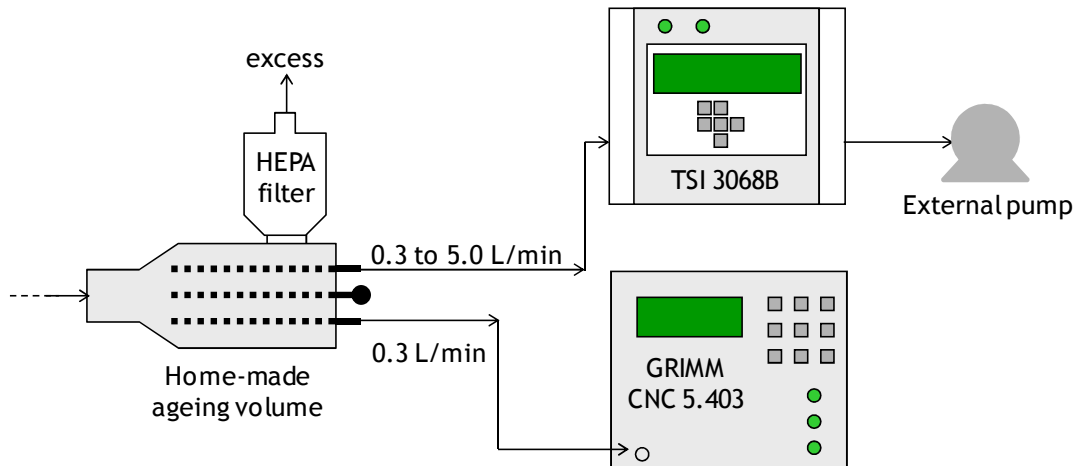 excess
HEPA
filter
TSI 3068B
External pump
0.3 to 5.0 L/min
0.3 L/min
Home-made
ageing volume
GRIMM
CNC 5.403